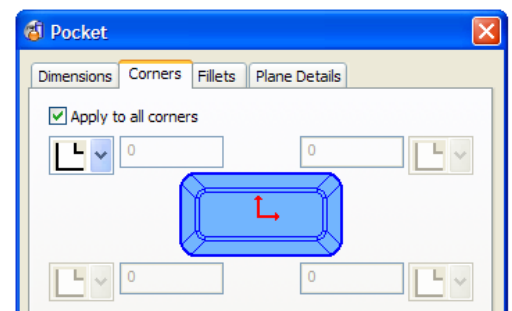 Pocket
Dimensions Corners Fillets Plane Details
Apply to all corners
0 0
0 0